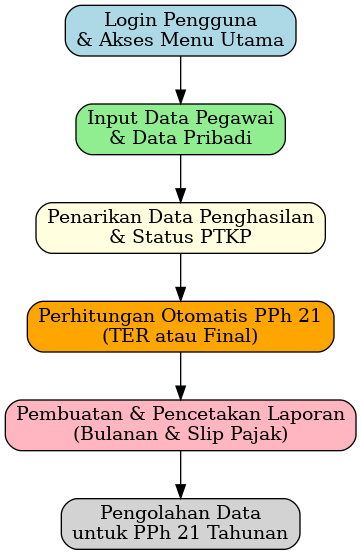 Login Pengguna
& Akses Menu Utama
Input Data Pegawai
& Data Pribadi
Penarikan Data Penghasilan
& Status PTKP
Perhitungan Otomatis PPh 21
(TER atau Final)
Pembuatan & Pencetakan Laporan
(Bulanan & Slip Pajak)
Pengolahan Data
untuk PPh 21 Tahunan